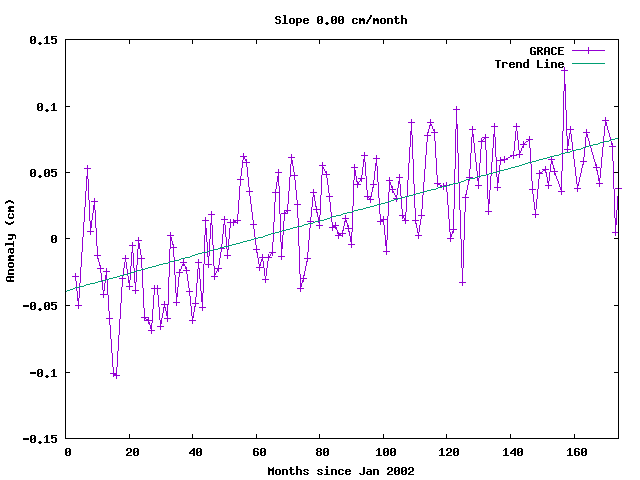 Slope 0.00 cm/month
GRACE
Trend Line
0.15
0.1
0.05
0
-0.05
-0.1
-0.15
Anomaly (cm)
0 20 40 60 80 100 120 140 160
Months since Jan 2002